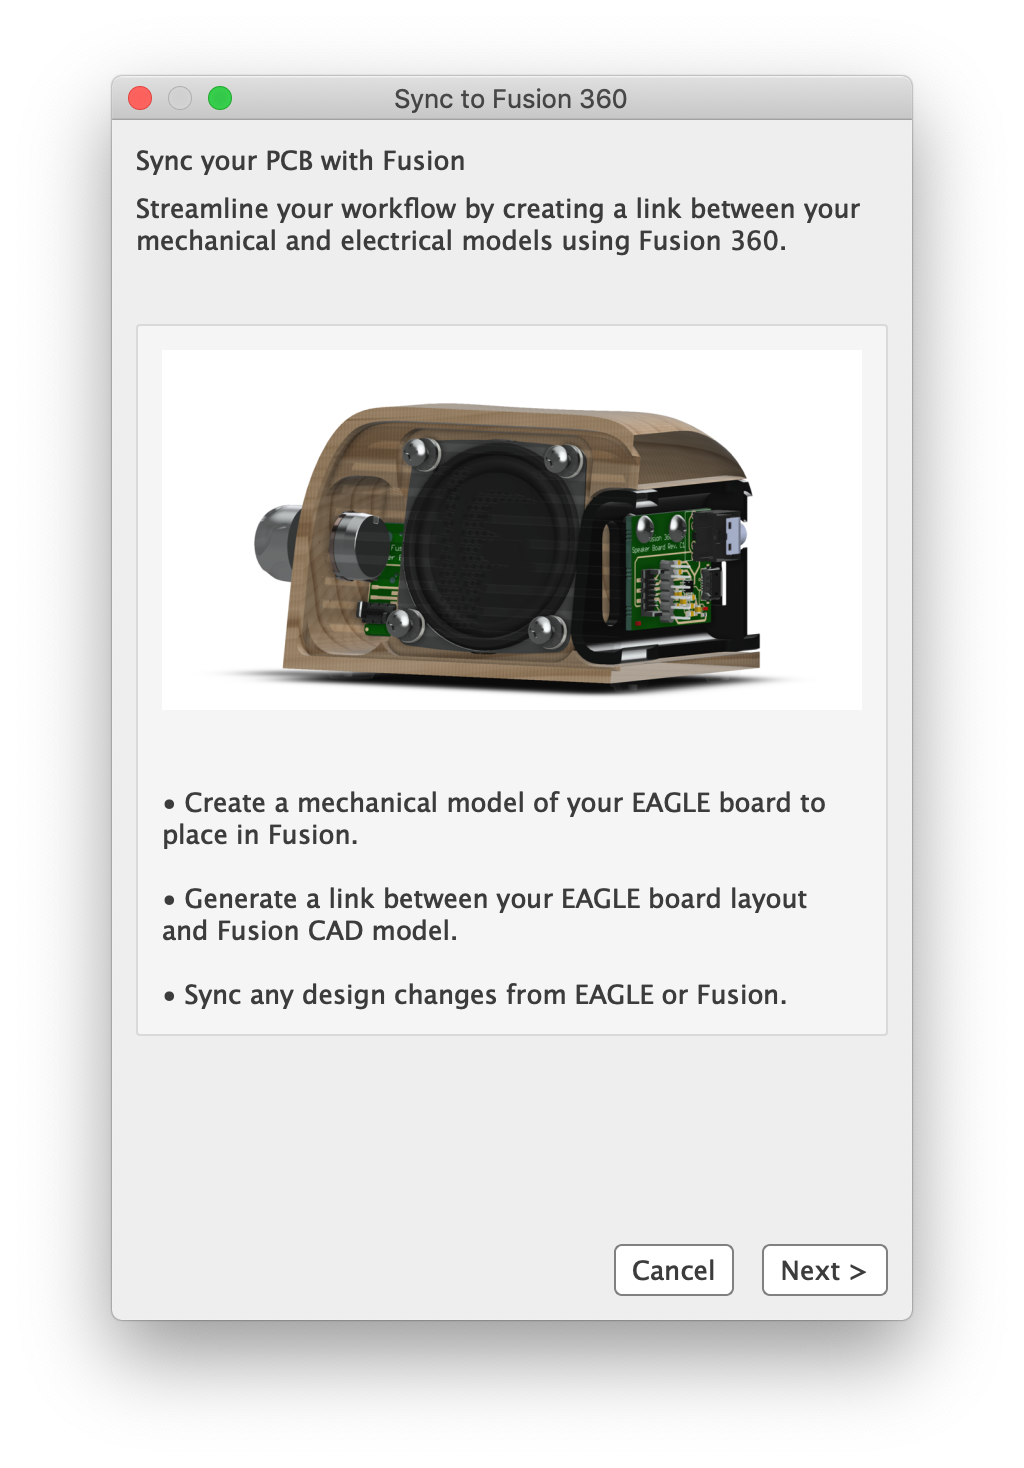 Sync to Fusion 360
Sync your PCB with Fusion
Streamline your workflow by creating a link between your
mechanical and electrical models using Fusion 360.
Speaker Board Rev.
• Create a mechanical model of your EAGLE board to
place in Fusion.
• Generate a link between your EAGLE board layout
and Fusion CAD model.
• Sync any design changes from EAGLE or Fusion.
Cancel
Next >